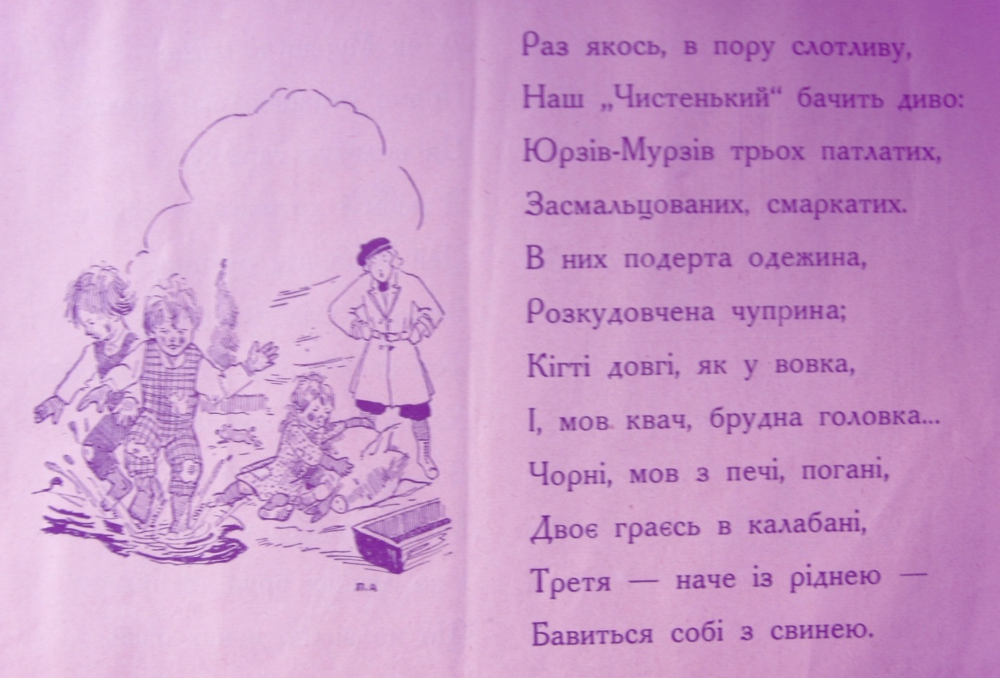 Раз якось, в пору слотливу,
Наш „Чистенький“ бачить диво:
Юрзів-Мурзів трьох патлатих,
Засмальцованих, смаркатих.
В них подерта одежина,
Розкудовчена чуприна;
Кігті довгі, як у вовка,
І, мов квач, брудна головка...
Чорні, мов з печі, погані,
Двоє граєсь в калабані,
Третя — наче із ріднею —
Бавиться собі з свинею.
П.А